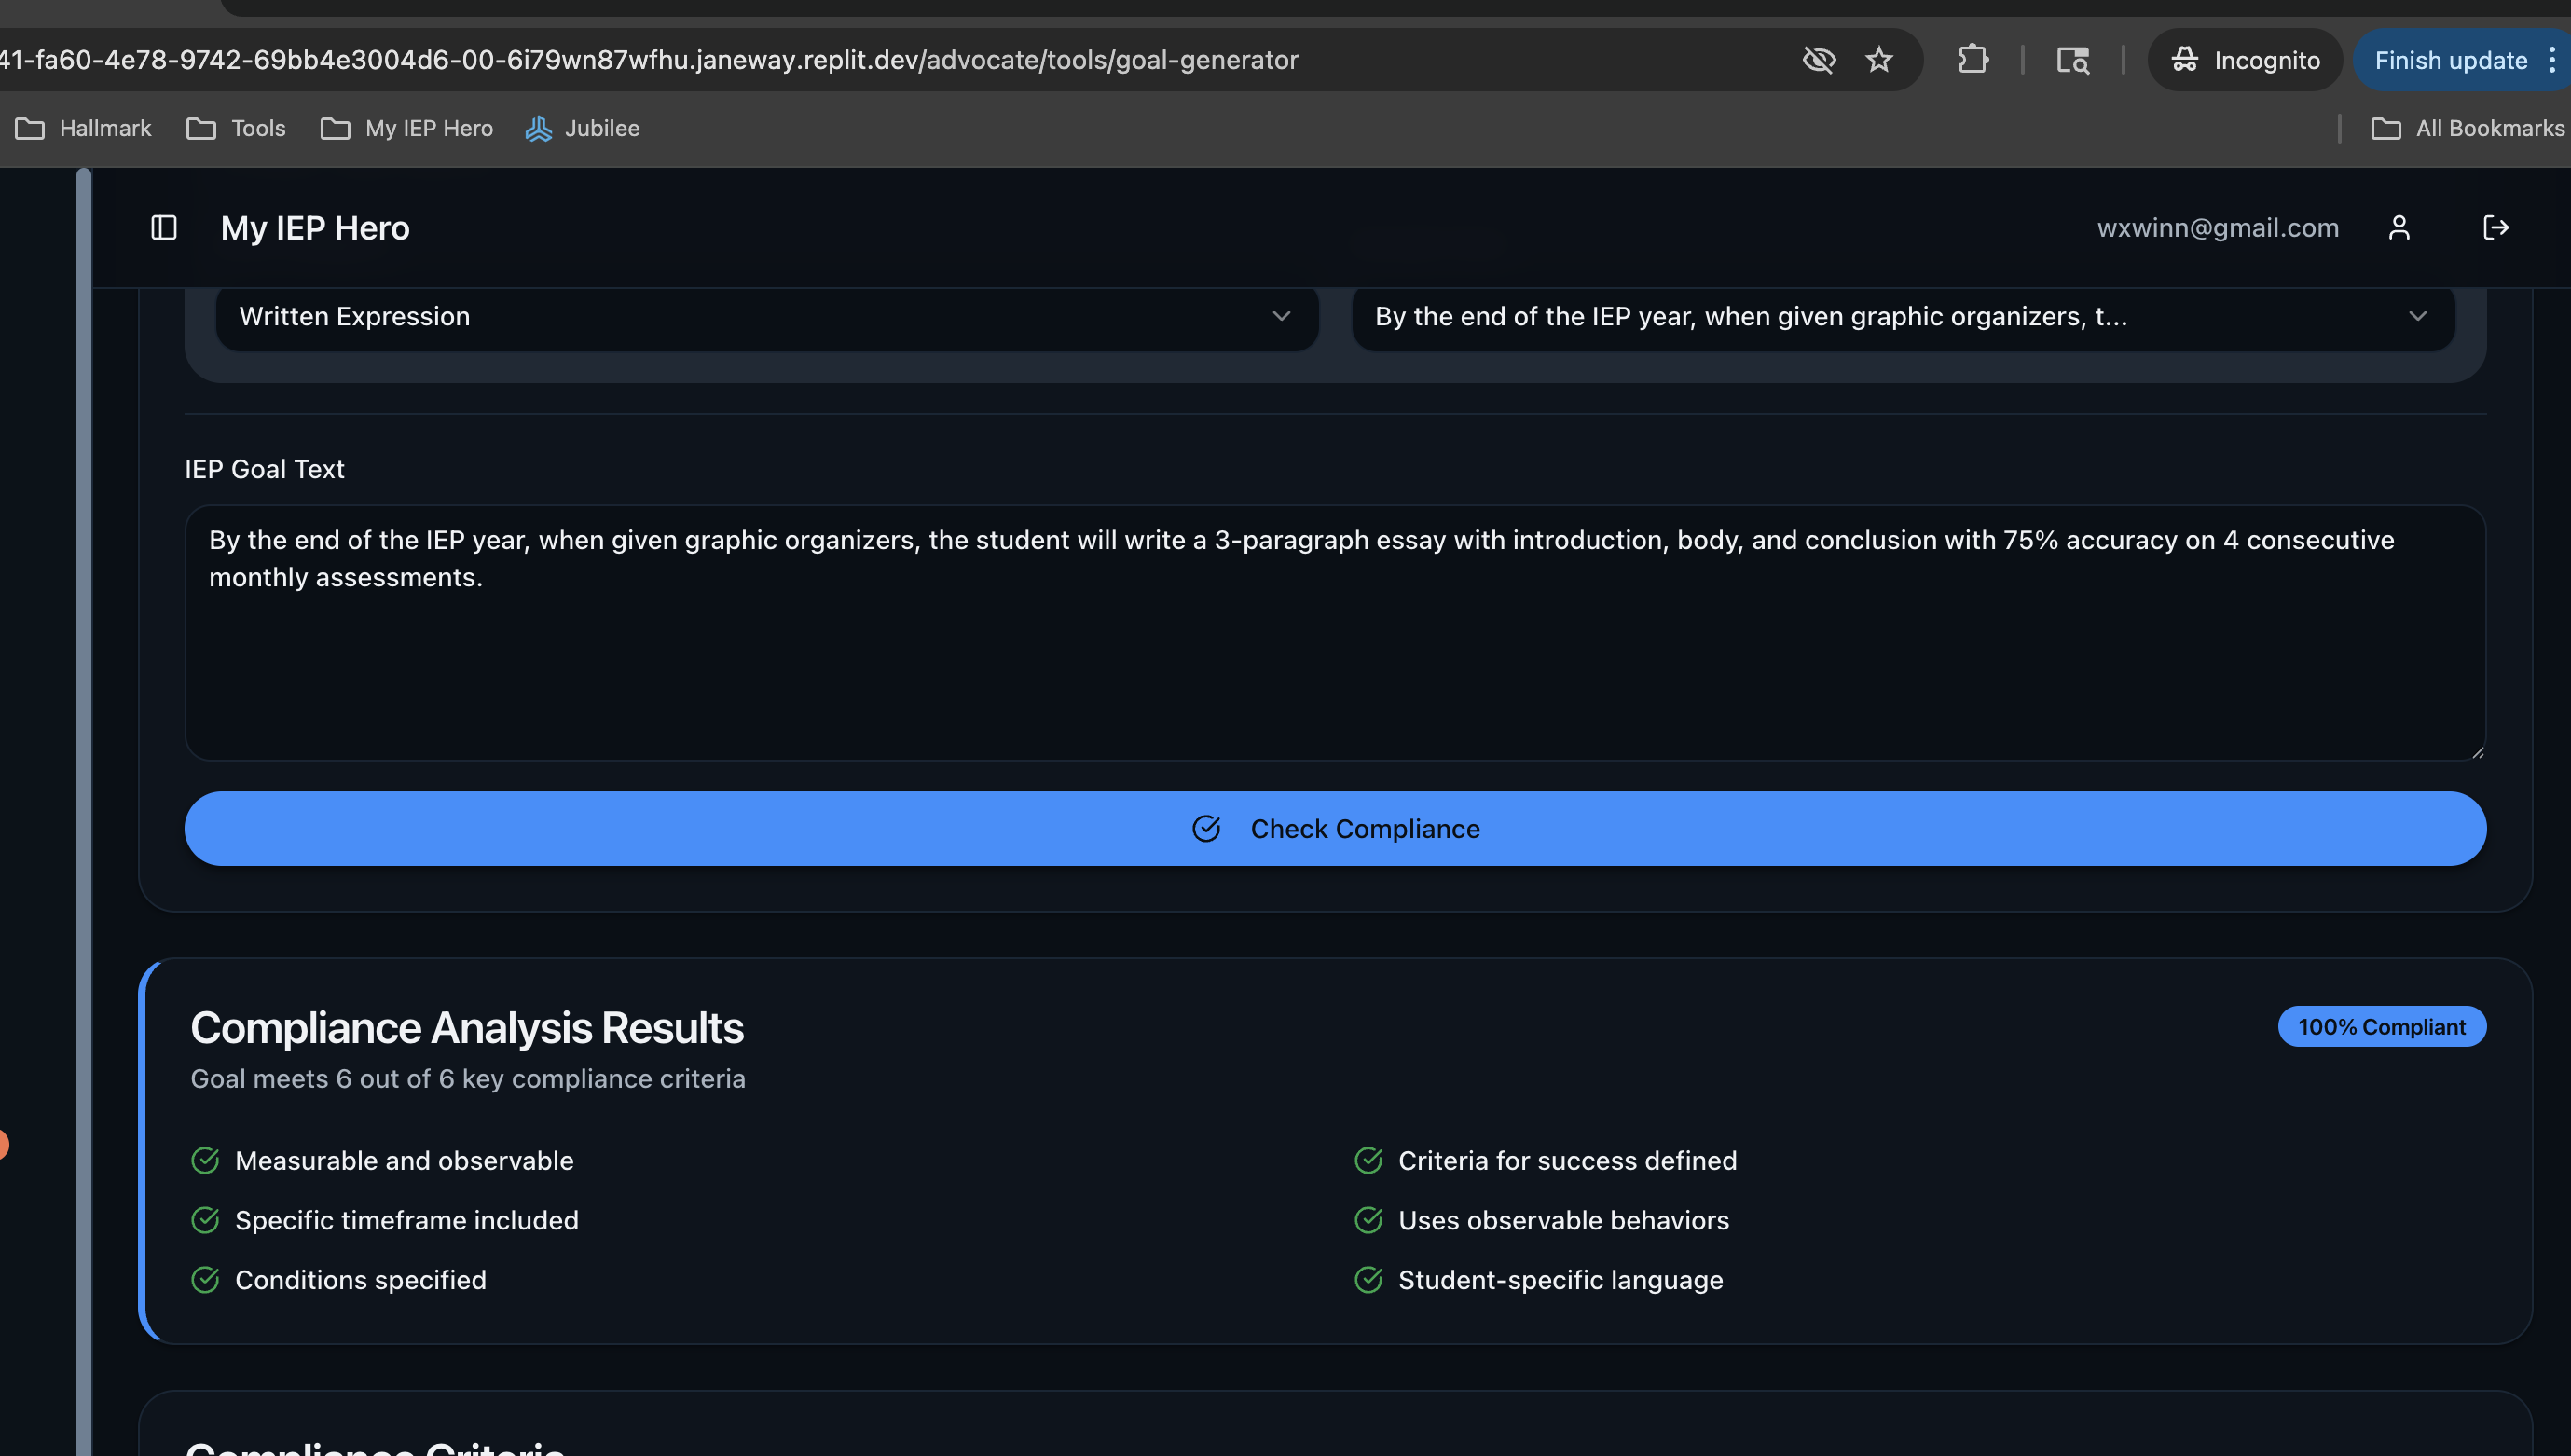 41-fa60-4e78-9742-69bb4e3004d6-00-6i79wn87wfhu.janeway.replit.dev/advocate/tools/goal-generator
Incognito
Finish update
Hallmark
Tools
My IEP Hero
Jubilee
All Bookmarks
My IEP Hero
wxwinn@gmail.com
Written Expression
By the end of the IEP year, when given graphic organizers, t...
IEP Goal Text
By the end of the IEP year, when given graphic organizers, the student will write a 3-paragraph essay with introduction, body, and conclusion with 75% accuracy on 4 consecutive
monthly assessments.
Check Compliance
Compliance Analysis Results
100% Compliant
Goal meets 6 out of 6 key compliance criteria
Measurable and observable
Criteria for success defined
Specific timeframe included
Uses observable behaviors
Conditions specified
Student-specific language
Compliance Criteria